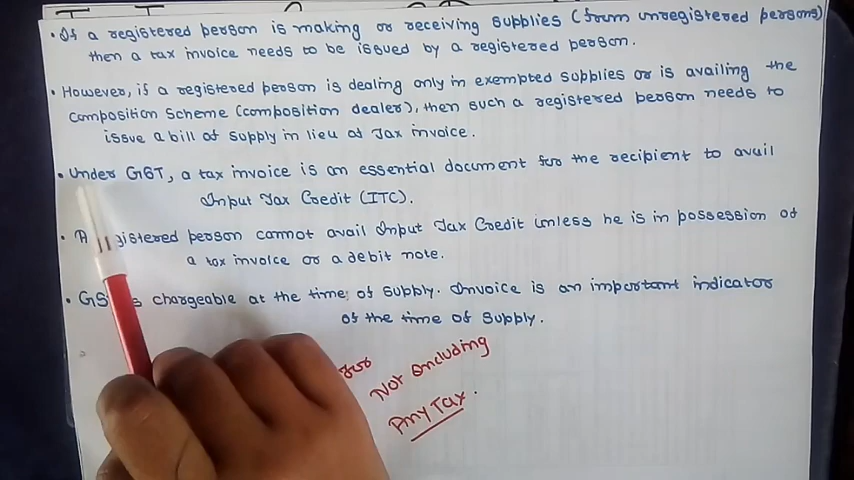 • If a registered person is making or receiving supplies (from unregistered persons)
then a tax invoice needs to be issued by a registered person.
• However, if a registered person is dealing only in exempted supplies or is availing the
composition Scheme (composition dealer), then such a registered person needs to
issue a bill of supply in lieu of Tax invoice.
• Under GST, a tax invoice is an essential document for the recipient to avail
Input Tax Credit (ITC).
• A registered person cannot avail Input Tax Credit unless he is in possession of
a tax invoice or a debit note.
• GST is chargeable at the time of supply. Invoice is an important indicator
of the time of supply.
for
Not including
Any Tax.